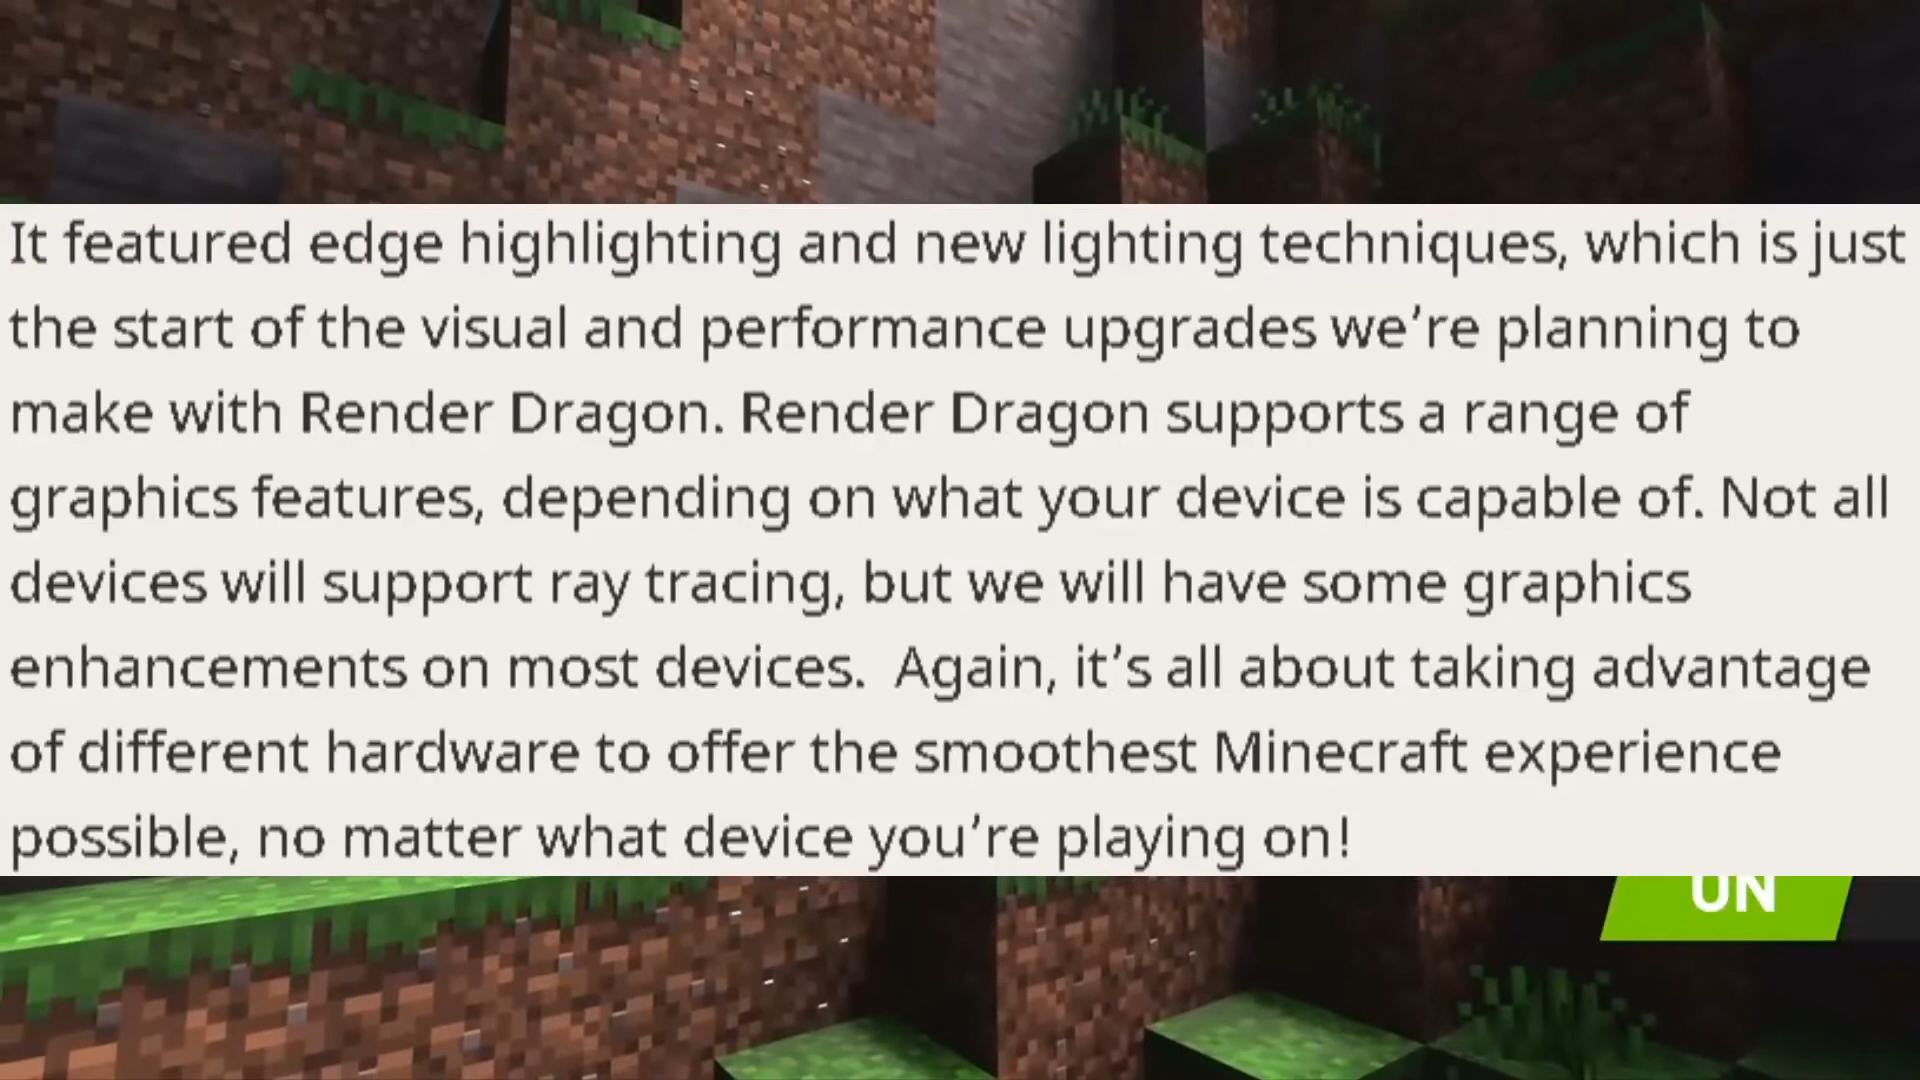 It featured edge highlighting and new lighting techniques, which is just
the start of the visual and performance upgrades we’re planning to
make with Render Dragon. Render Dragon supports a range of
graphics features, depending on what your device is capable of. Not all
devices will support ray tracing, but we will have some graphics
enhancements on most devices.  Again, it’s all about taking advantage
of different hardware to offer the smoothest Minecraft experience
possible, no matter what device you’re playing on!
ON